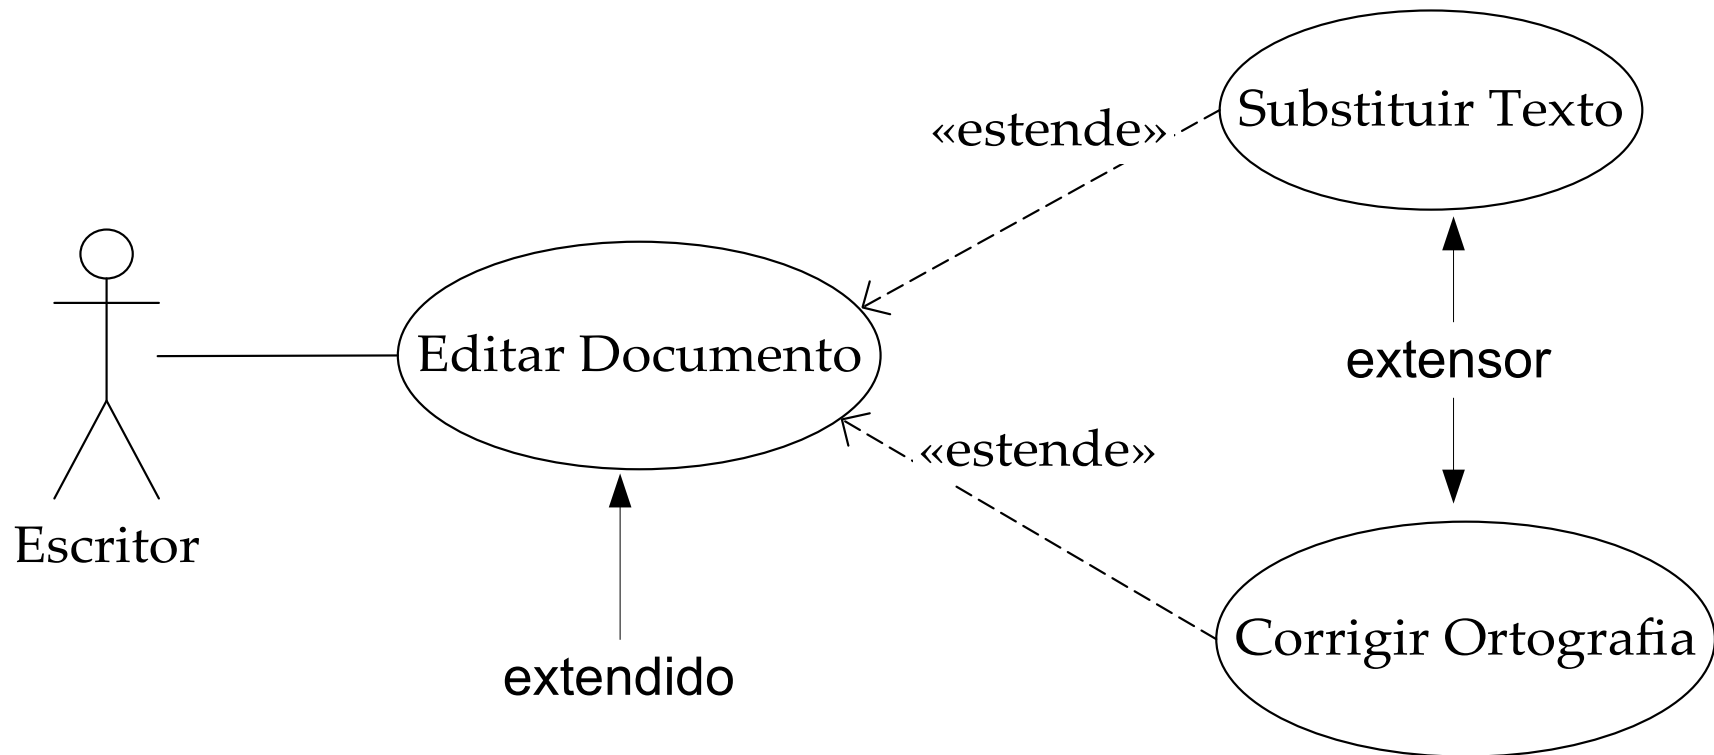 Substituir Texto
«estende»
Editar Documento
extensor
«estende»
Escritor
Corrigir Ortografia
extendido